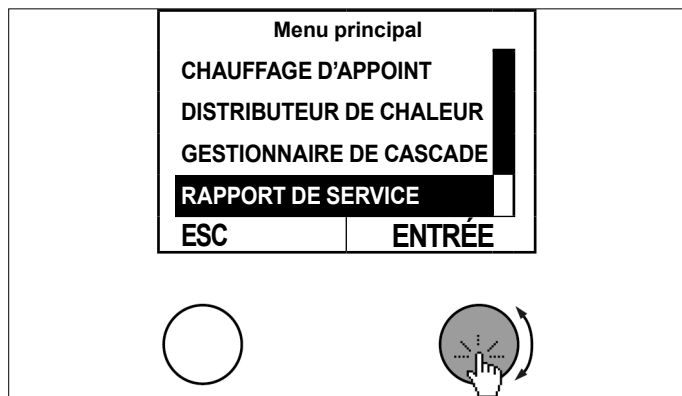 Menu principal
CHAUFFAGE D’APPOINT
DISTRIBUTEUR DE CHALEUR
GESTIONNAIRE DE CASCADE
RAPPORT DE SERVICE
ESC ENTRÉE